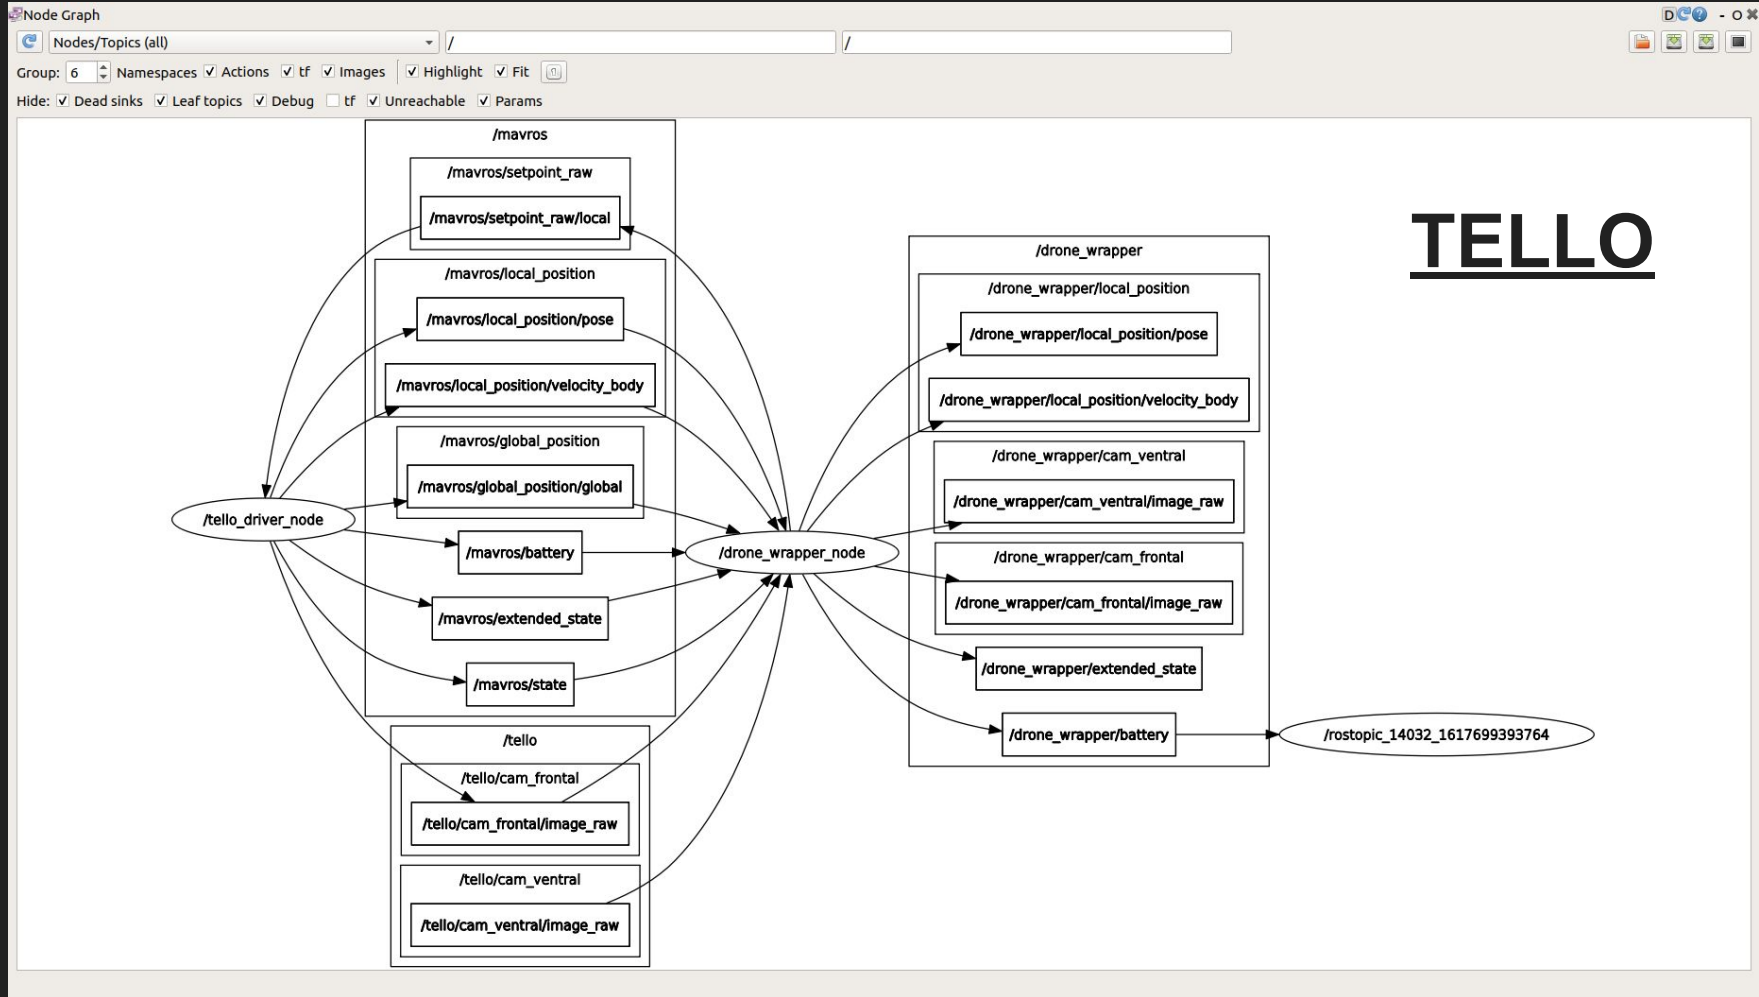 Node Graph
D
- O
Nodes/Topics (all)
/
/
Group: 6 Namespaces Actions tf Images Highlight Fit
Hide: Dead sinks Leaf topics Debug tf Unreachable Params
/mavros
/mavros/setpoint_raw
/mavros/setpoint_raw/local
/mavros/local_position
/mavros/local_position/pose
/mavros/local_position/velocity_body
/mavros/global_position
/mavros/global_position/global
/mavros/battery
/mavros/extended_state
/mavros/state
/tello_driver_node
/tello
/tello/cam_frontal
/tello/cam_frontal/image_raw
/tello/cam_ventral
/tello/cam_ventral/image_raw
/drone_wrapper_node
/drone_wrapper
/drone_wrapper/local_position
/drone_wrapper/local_position/pose
/drone_wrapper/local_position/velocity_body
/drone_wrapper/cam_ventral
/drone_wrapper/cam_ventral/image_raw
/drone_wrapper/cam_frontal
/drone_wrapper/cam_frontal/image_raw
/drone_wrapper/extended_state
/drone_wrapper/battery
/rostopic_14032_1617699393764
TELLO